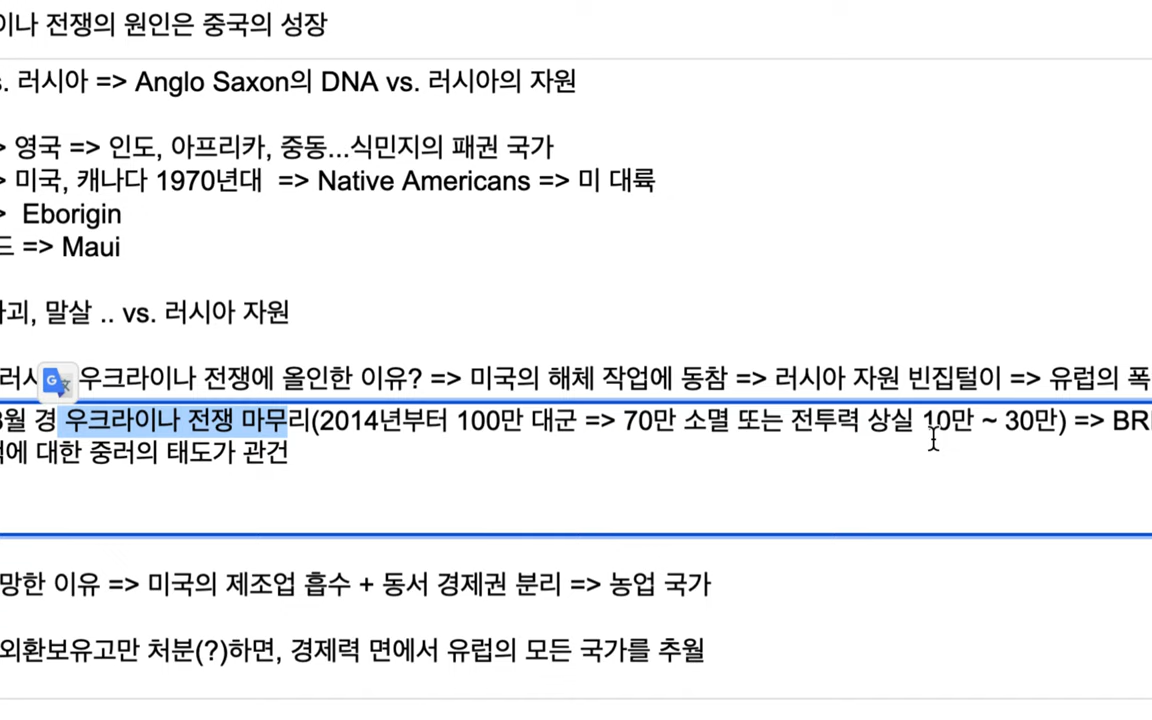 이나 전쟁의 원인은 중국의 성장
s. 러시아 => Anglo Saxon의 DNA vs. 러시아의 자원
> 영국 => 인도, 아프리카, 중동...식민지의 패권 국가
> 미국, 캐나다 1970년대 => Native Americans => 미 대륙
> Eborigin
드 => Maui
파괴, 말살 .. vs. 러시아 자원
러시 우크라이나 전쟁에 올인한 이유? => 미국의 해체 작업에 동참 => 러시아 자원 빈집털이 => 유럽의 폭
8월 경 우크라이나 전쟁 마무리(2014년부터 100만 대군 => 70만 소멸 또는 전투력 상실 10만 ~ 30만) => BRI
에 대한 중러의 태도가 관건
망한 이유 => 미국의 제조업 흡수 + 동서 경제권 분리 => 농업 국가
외환보유고만 처분(?)하면, 경제력 면에서 유럽의 모든 국가를 추월